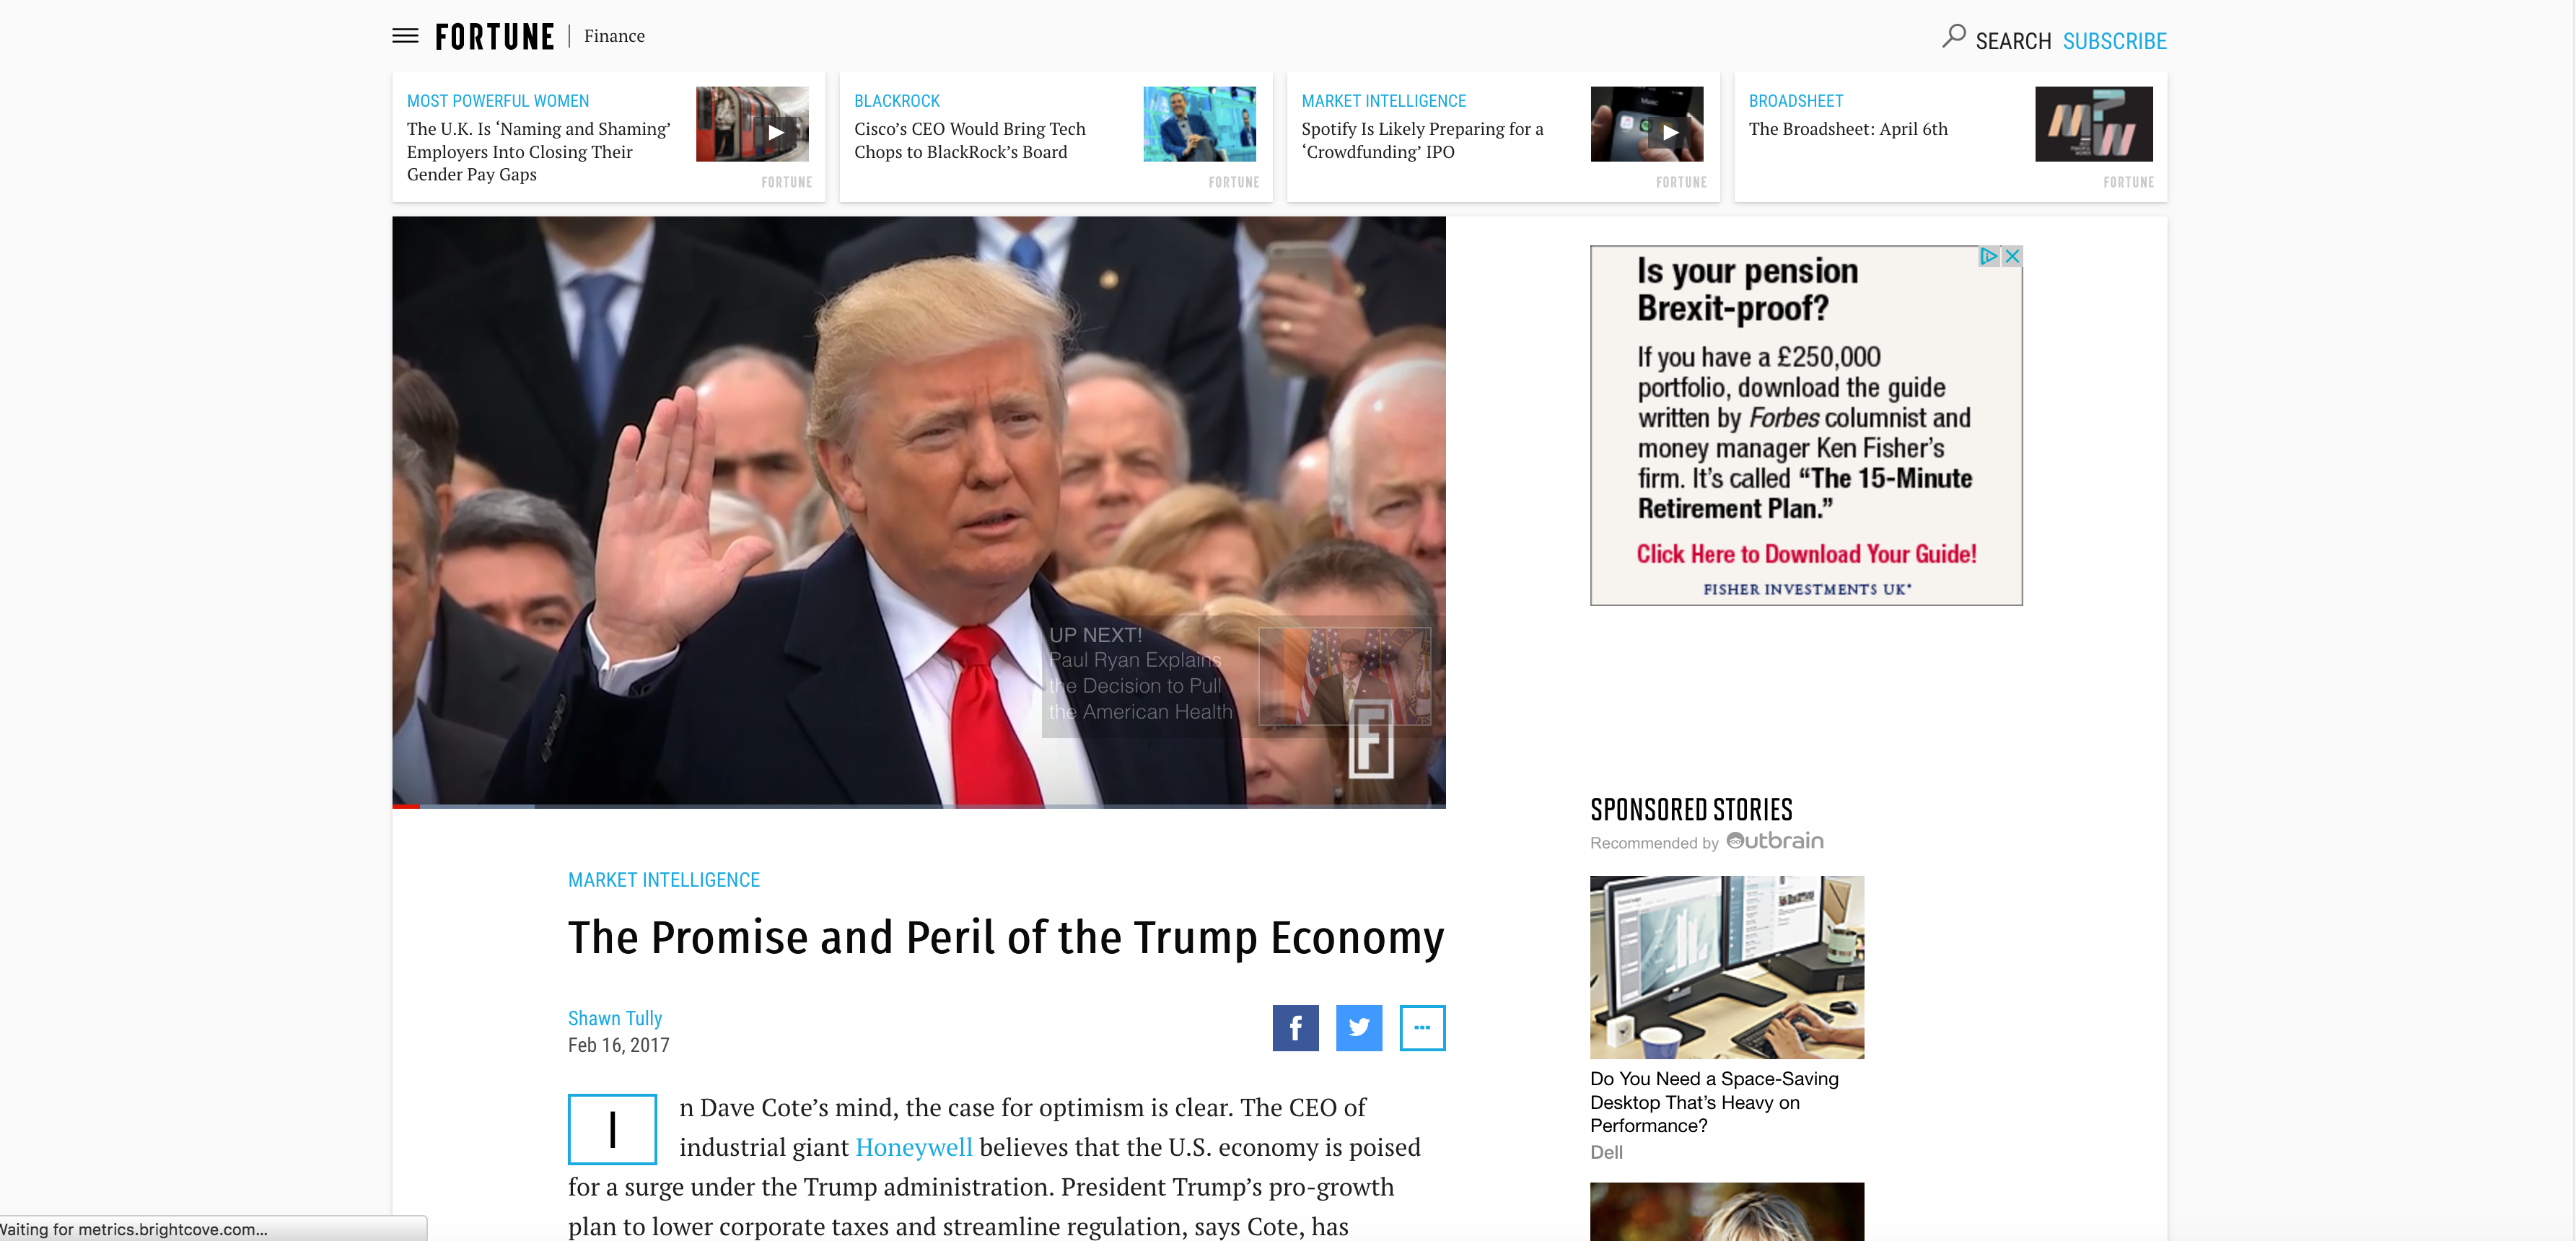 FORTUNE
Finance
SEARCH SUBSCRIBE
MOST POWERFUL WOMEN
The U.K. Is ‘Naming and Shaming’
Employers Into Closing Their
Gender Pay Gaps
FORTUNE
BLACKROCK
Cisco’s CEO Would Bring Tech
Chops to BlackRock’s Board
FORTUNE
MARKET INTELLIGENCE
Spotify Is Likely Preparing for a
‘Crowdfunding’ IPO
FORTUNE
BROADSHEET
The Broadsheet: April 6th
MPW
FORTUNE
UP NEXT!
Paul Ryan Explains
the Decision to Pull
the American Health
F
Is your pension
Brexit-proof?
If you have a £250,000
portfolio, download the guide
written by Forbes columnist and
money manager Ken Fisher’s
firm. It’s called “The 15-Minute
Retirement Plan.”
Click Here to Download Your Guide!
FISHER INVESTMENTS UK*
MARKET INTELLIGENCE
The Promise and Peril of the Trump Economy
Shawn Tully
Feb 16, 2017
In Dave Cote’s mind, the case for optimism is clear. The CEO of
industrial giant Honeywell believes that the U.S. economy is poised
for a surge under the Trump administration. President Trump’s pro-growth
plan to lower corporate taxes and streamline regulation, says Cote, has
SPONSORED STORIES
Recommended by Outbrain
Do You Need a Space-Saving
Desktop That’s Heavy on
Performance?
Dell
Waiting for metrics.brightcove.com...